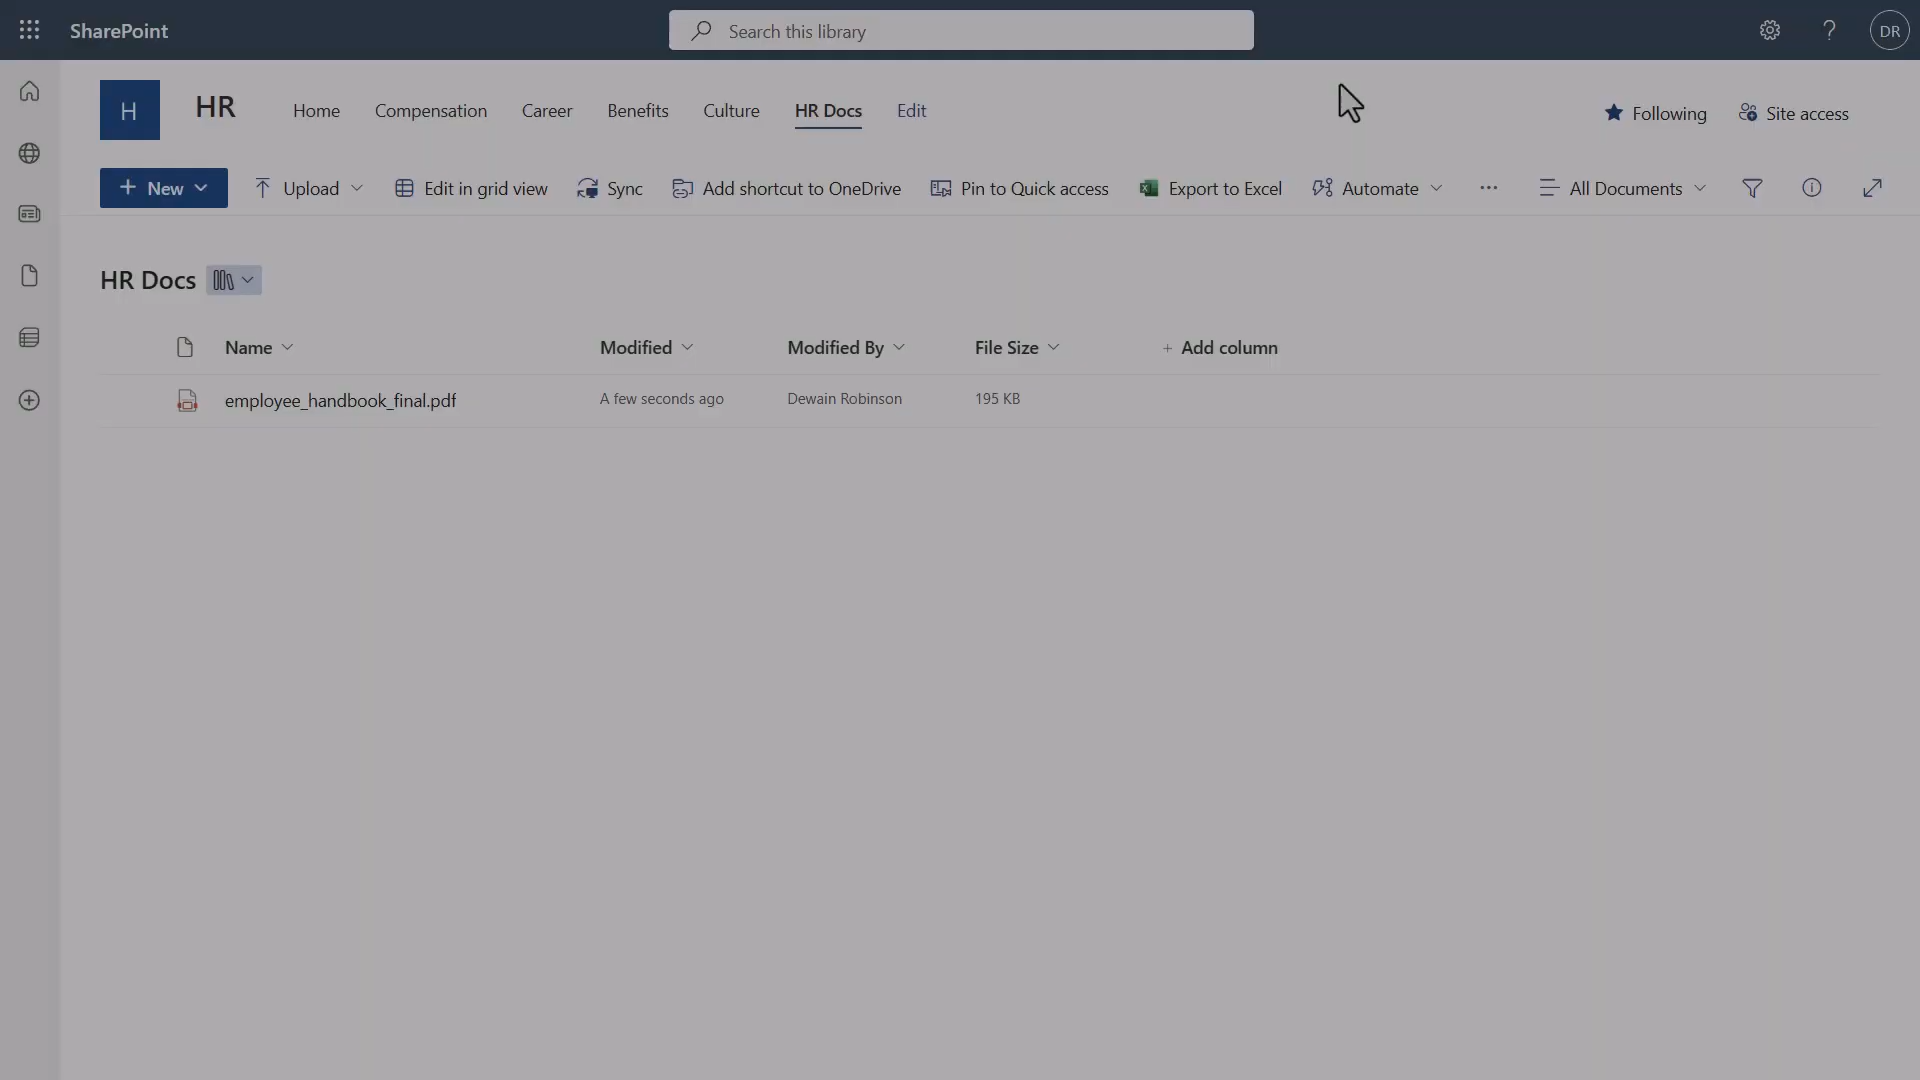 SharePoint
Search this library
DR
H
HR
Home
Compensation
Career
Benefits
Culture
HR Docs
Edit
Following
Site access
+ New
Upload
Edit in grid view
Sync
Add shortcut to OneDrive
Pin to Quick access
Export to Excel
Automate
...
All Documents
HR Docs
Name
Modified
Modified By
File Size
+ Add column
employee_handbook_final.pdf
A few seconds ago
Dewain Robinson
195 KB